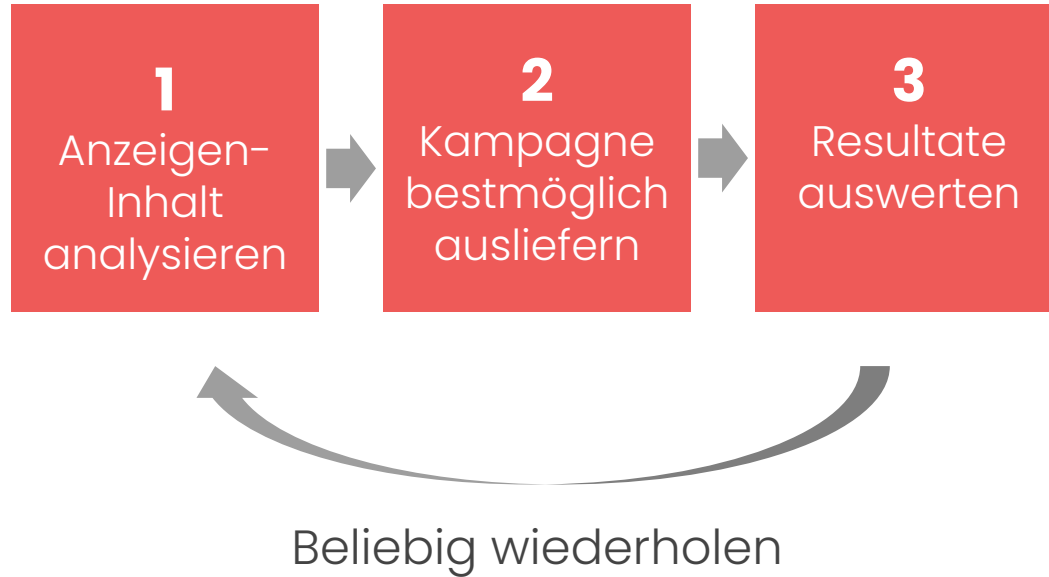 1
Anzeigen-
Inhalt
analysieren
2
Kampagne
bestmöglich
ausliefern
3
Resultate
auswerten
Beliebig wiederholen